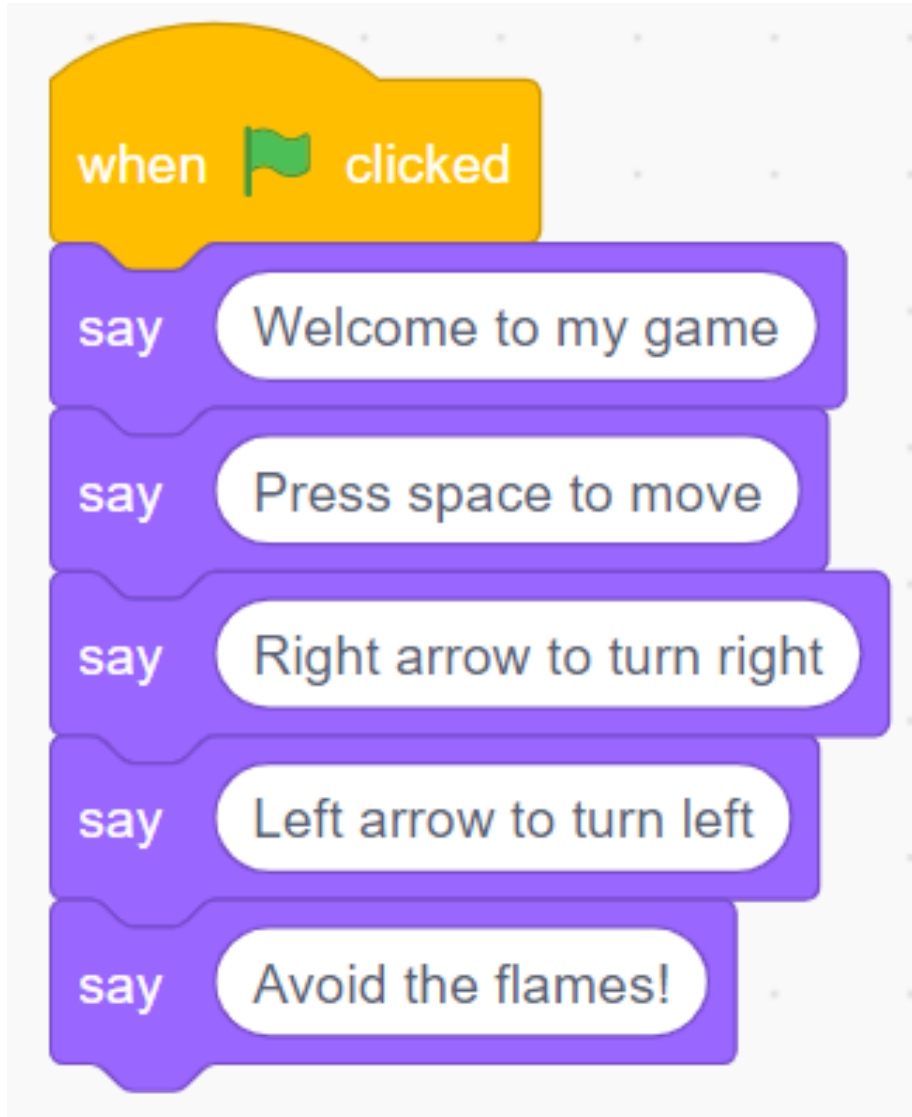 when clicked
say Welcome to my game
say Press space to move
say Right arrow to turn right
say Left arrow to turn left
say Avoid the flames!